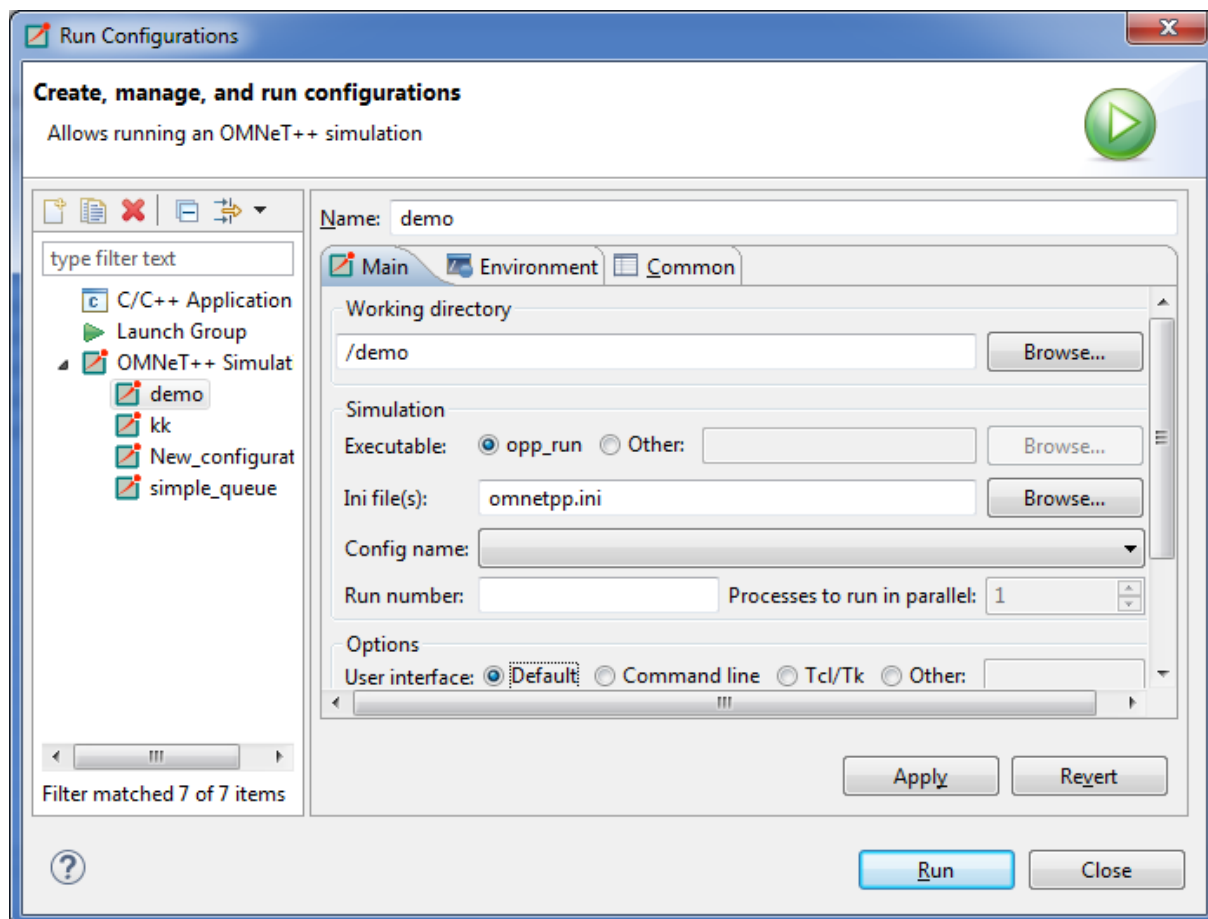 Run Configurations
Create, manage, and run configurations
Allows running an OMNeT++ simulation
type filter text
C/C++ Application
Launch Group
OMNeT++ Simulat
demo
kk
New_configurat
simple_queue
Filter matched 7 of 7 items
Name: demo
Main Environment Common
Working directory
/demo Browse...
Simulation
Executable: opp_run Other: Browse...
Ini file(s): omnetpp.ini Browse...
Config name:
Run number: Processes to run in parallel: 1
Options
User interface: Default Command line Tcl/Tk Other:
Apply Revert
Run Close